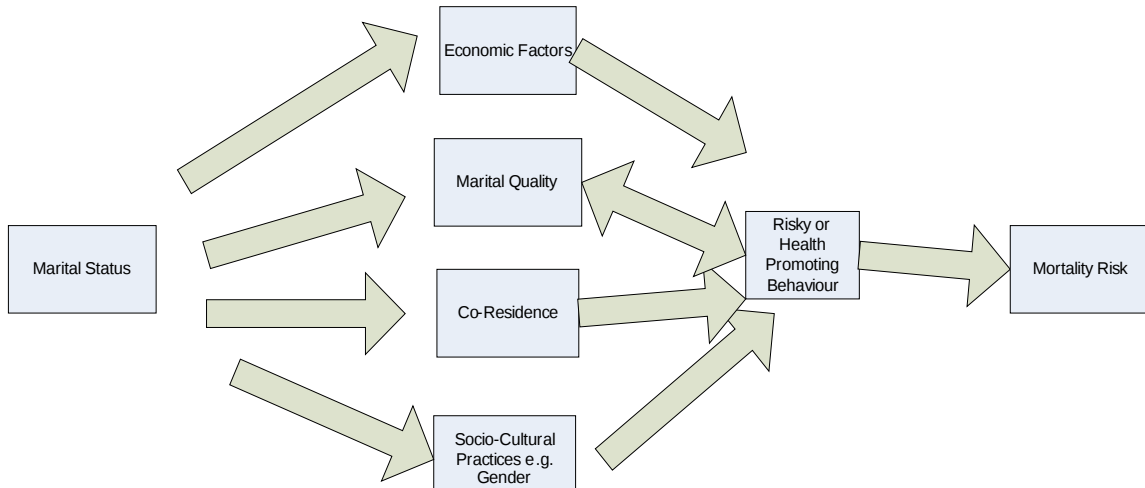 Economic Factors
Marital Quality
Marital Status
Co-Residence
Socio-Cultural
Practices e.g.
Gender
Risky or
Health
Promoting
Behaviour
Mortality Risk